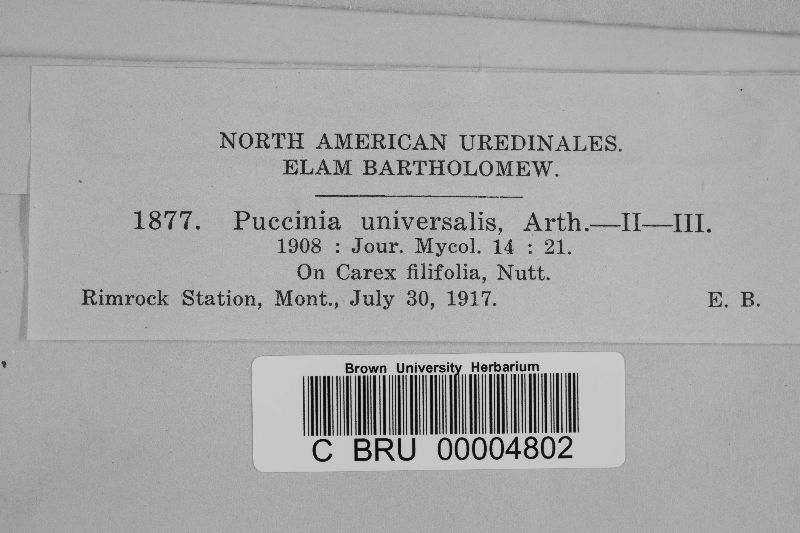 NORTH AMERICAN UREDINALES.
ELAM BARTHOLOMEW.
1877. Puccinia universalis, Arth.—II—III.
1908 : Jour. Mycol. 14 : 21.
On Carex filifolia, Nutt.
Rimrock Station, Mont., July 30, 1917. E. B.
Brown University Herbarium
C BRU 00004802